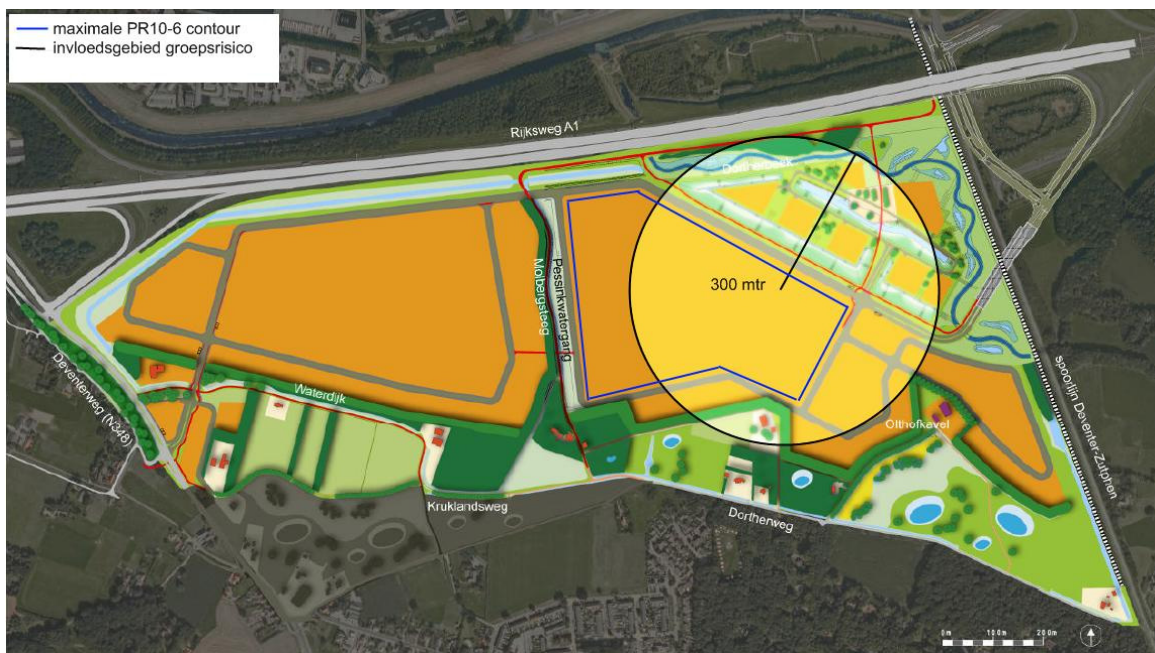 maximale PR10-6 contour
invloedsgebied groepsrisico
Rijksweg A1
300 mtr
Molbergsteeg
Pessinkwatergang
Deventerweg (N348)
Waterdijk
Olthofkavel
spoorlijn Deventer-Zutphen
Kruklandsweg
Dortherweg
0m 100m 200m